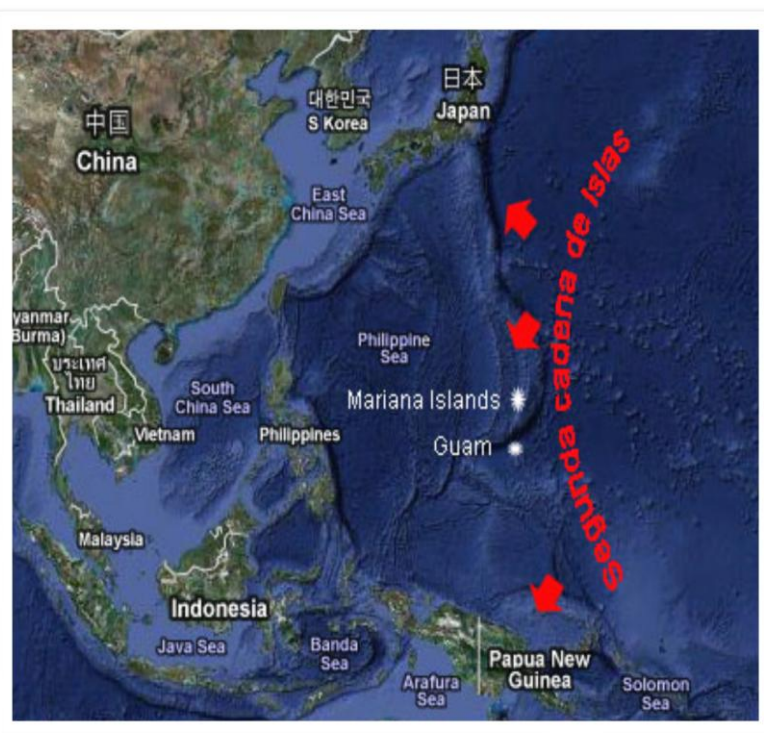 日本
Japan
대한민국
S Korea
中国
China
East
China Sea
Segunda cadena de Islas
yanmar
Burma)
Philippine
Sea
ประเทศ
ไทย
Thailand
South
China Sea
Mariana Islands
Vietnam
Philippines
Guam
Malaysia
Indonesia
Java Sea
Banda
Sea
Papua New
Guinea
Arafura
Sea
Solomon
Sea